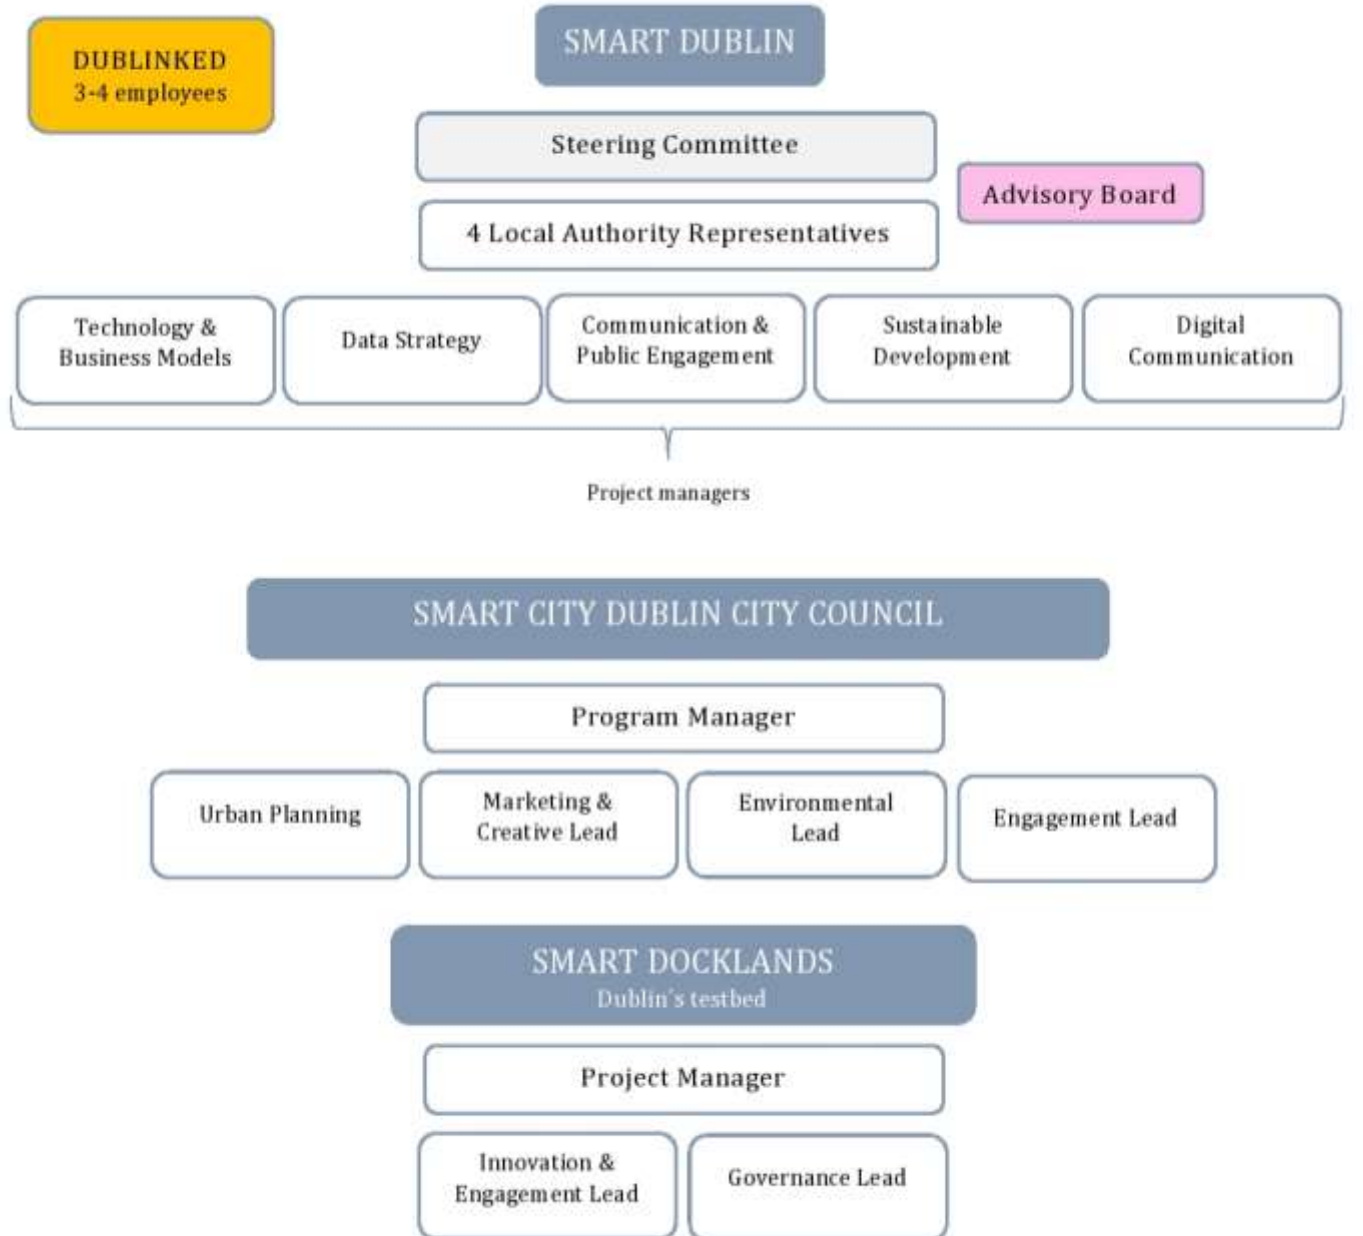 DUBLINKED
3-4 employees
SMART DUBLIN
Steering Committee
Advisory Board
4 Local Authority Representatives
Technology &
Business Models
Data Strategy
Communication &
Public Engagement
Sustainable
Development
Digital
Communication
Project managers
SMART CITY DUBLIN CITY COUNCIL
Program Manager
Urban Planning
Marketing &
Creative Lead
Environmental
Lead
Engagement Lead
SMART DOCKLANDS
Dublin´s testbed
Project Manager
Innovation &
Engagement Lead
Governance Lead